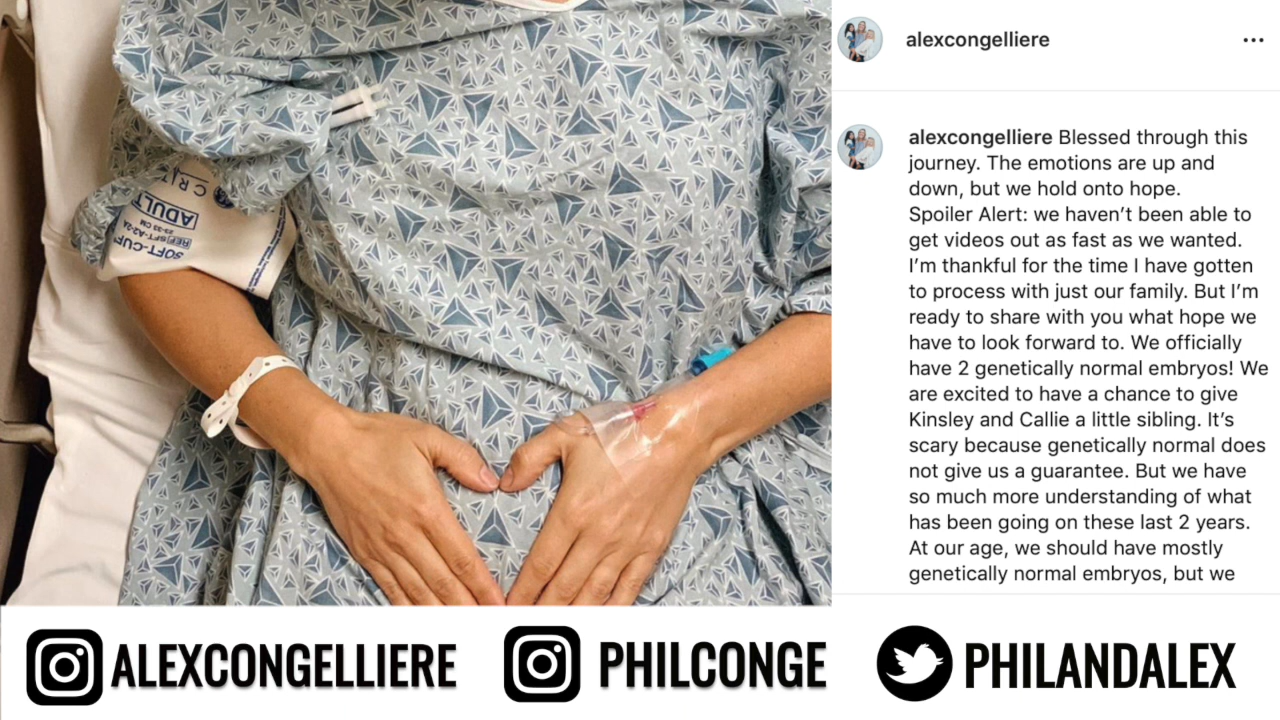 alexcongelliere
alexcongelliere Blessed through this
journey. The emotions are up and
down, but we hold onto hope.
Spoiler Alert: we haven’t been able to
get videos out as fast as we wanted.
I’m thankful for the time I have gotten
to process with just our family. But I’m
ready to share with you what hope we
have to look forward to. We officially
have 2 genetically normal embryos! We
are excited to have a chance to give
Kinsley and Callie a little sibling. It’s
scary because genetically normal does
not give us a guarantee. But we have
so much more understanding of what
has been going on these last 2 years.
At our age, we should have mostly
genetically normal embryos, but we
ADULT
REF SFT-A2-2A
SOFT-CUF
ALEXCONGELLIERE
PHILCONGE
PHILANDALEX